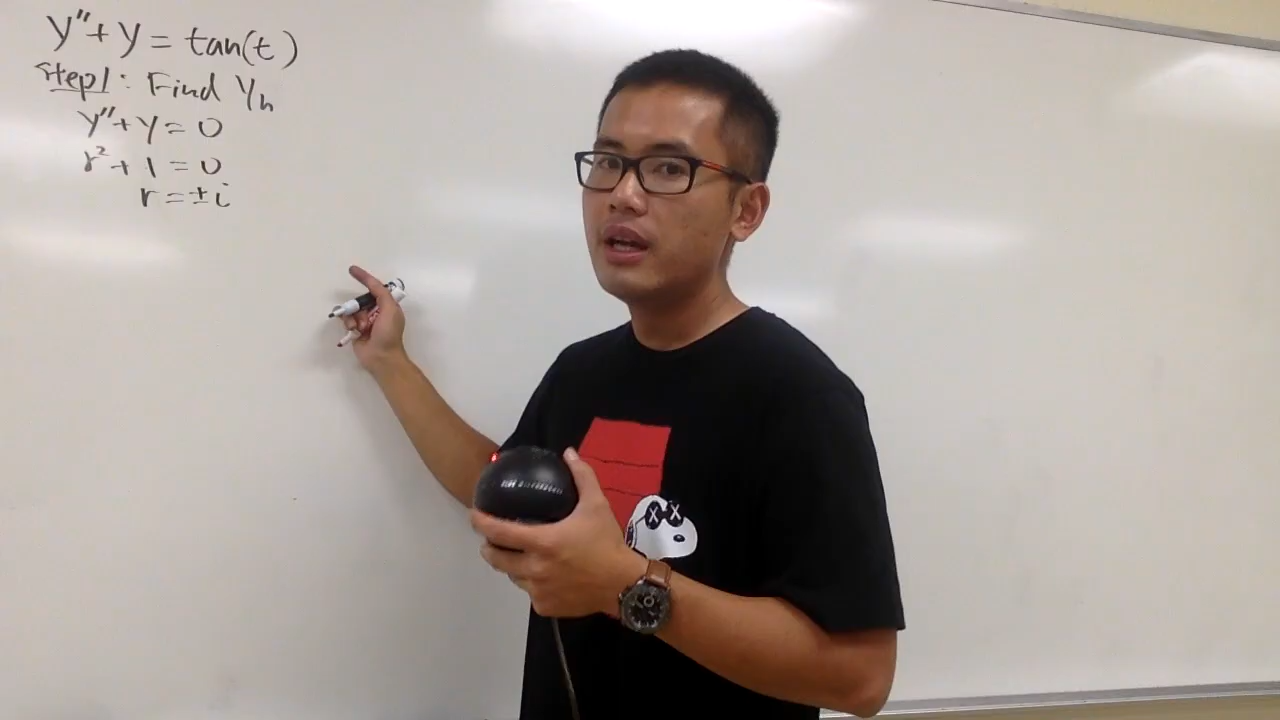 y'' + y = tan(t)
Step1: Find Yh
y'' + y = 0
r² + 1 = 0
r = ± i